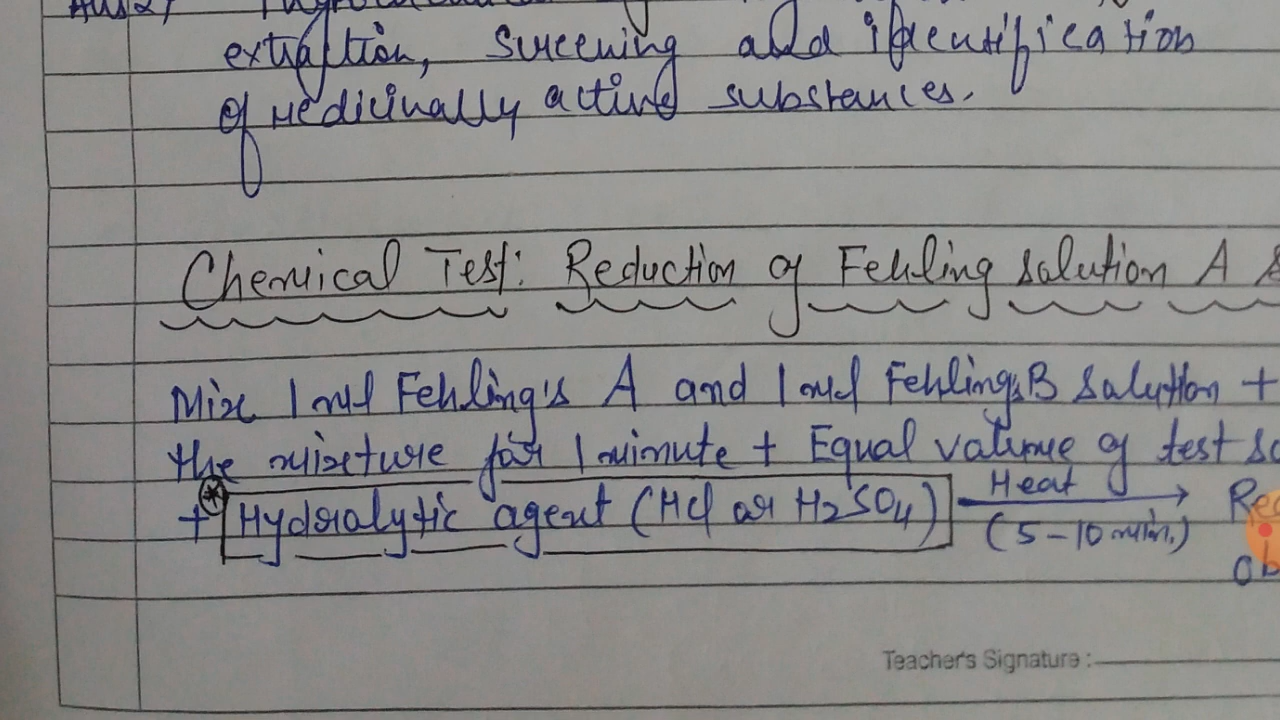 extraction, screening and identification
of medicinally active substances.
Chemical Test: Reduction of Fehling solution A
Mix 1 ml Fehling's A and 1 ml Fehling's B solution +
the mixture for 1 minute + Equal volume of test
+ * Hydrolytic agent (HCl or H2SO4) Heat
(5-10 min.)
Teacher's Signature :